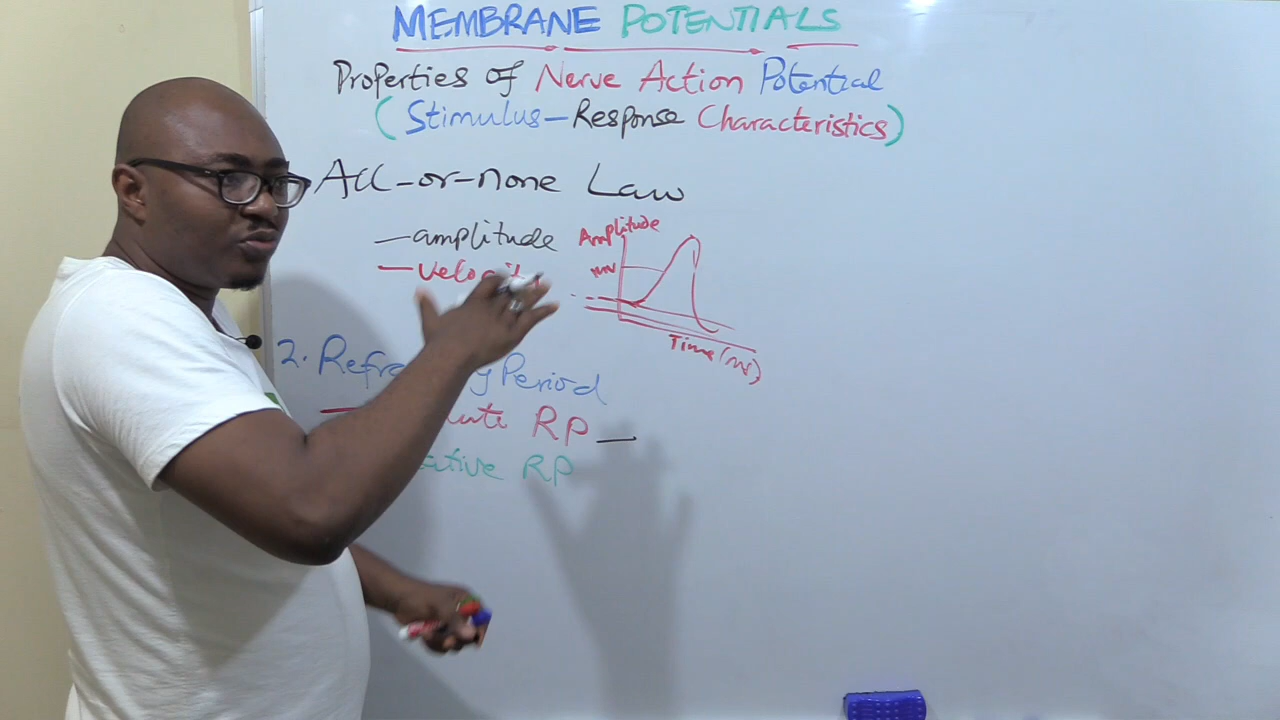 MEMBRANE POTENTIALS
Properties of Nerve Action Potential
(Stimulus-Response Characteristics)
All-or-none Law
-amplitude
Amplitude
mv
2. Period
RP
RP
Time